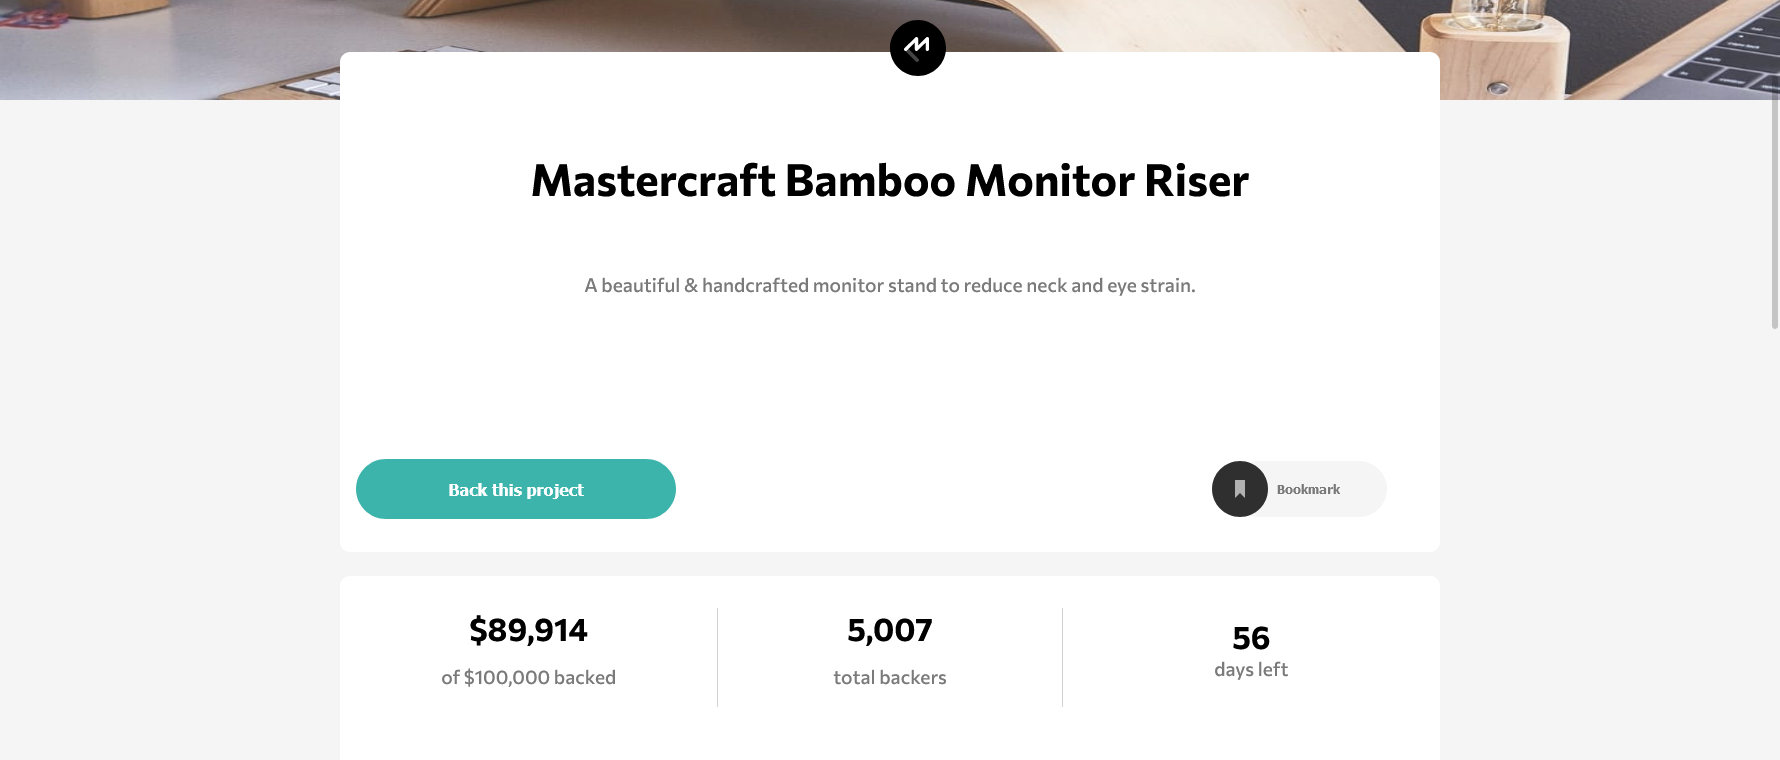 Mastercraft Bamboo Monitor Riser
A beautiful & handcrafted monitor stand to reduce neck and eye strain.
Back this project
Bookmark
$89,914
of $100,000 backed
5,007
total backers
56
days left